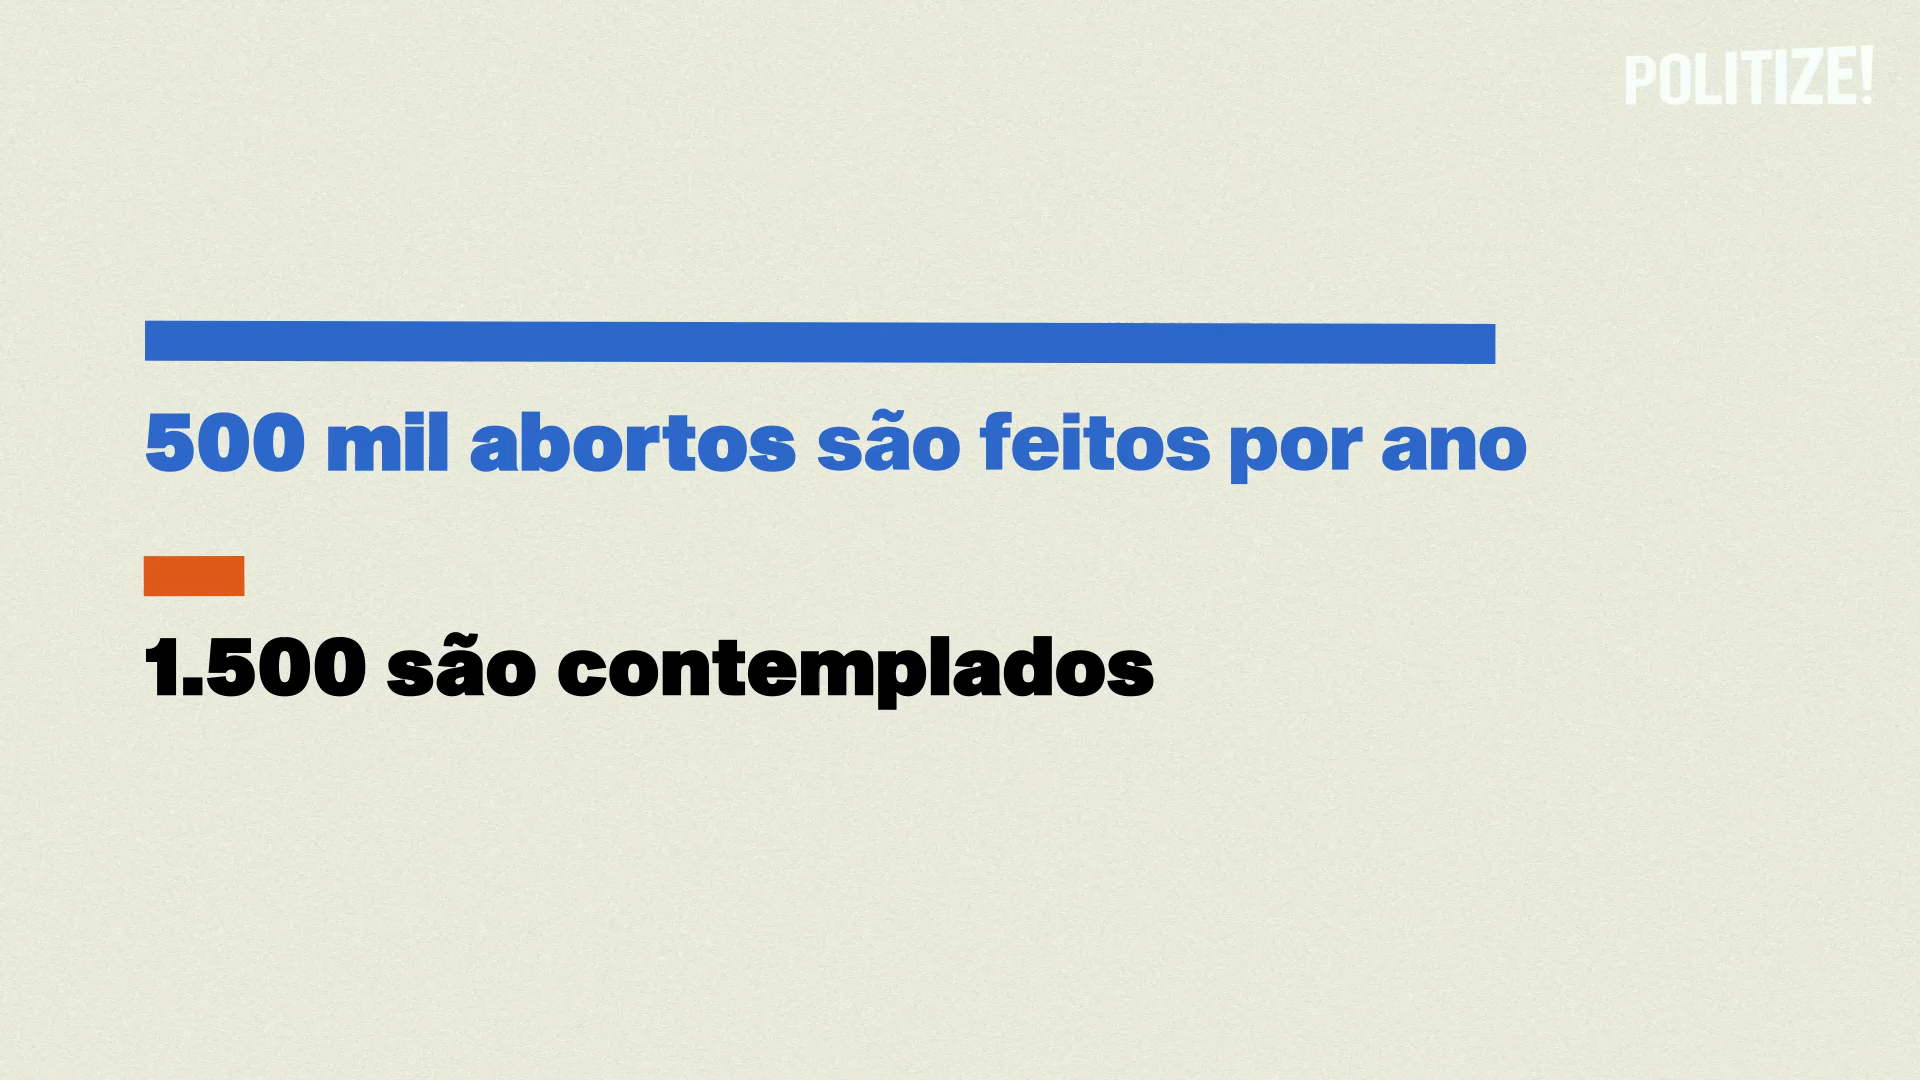 POLITIZE!
500 mil abortos são feitos por ano
1.500 são contemplados